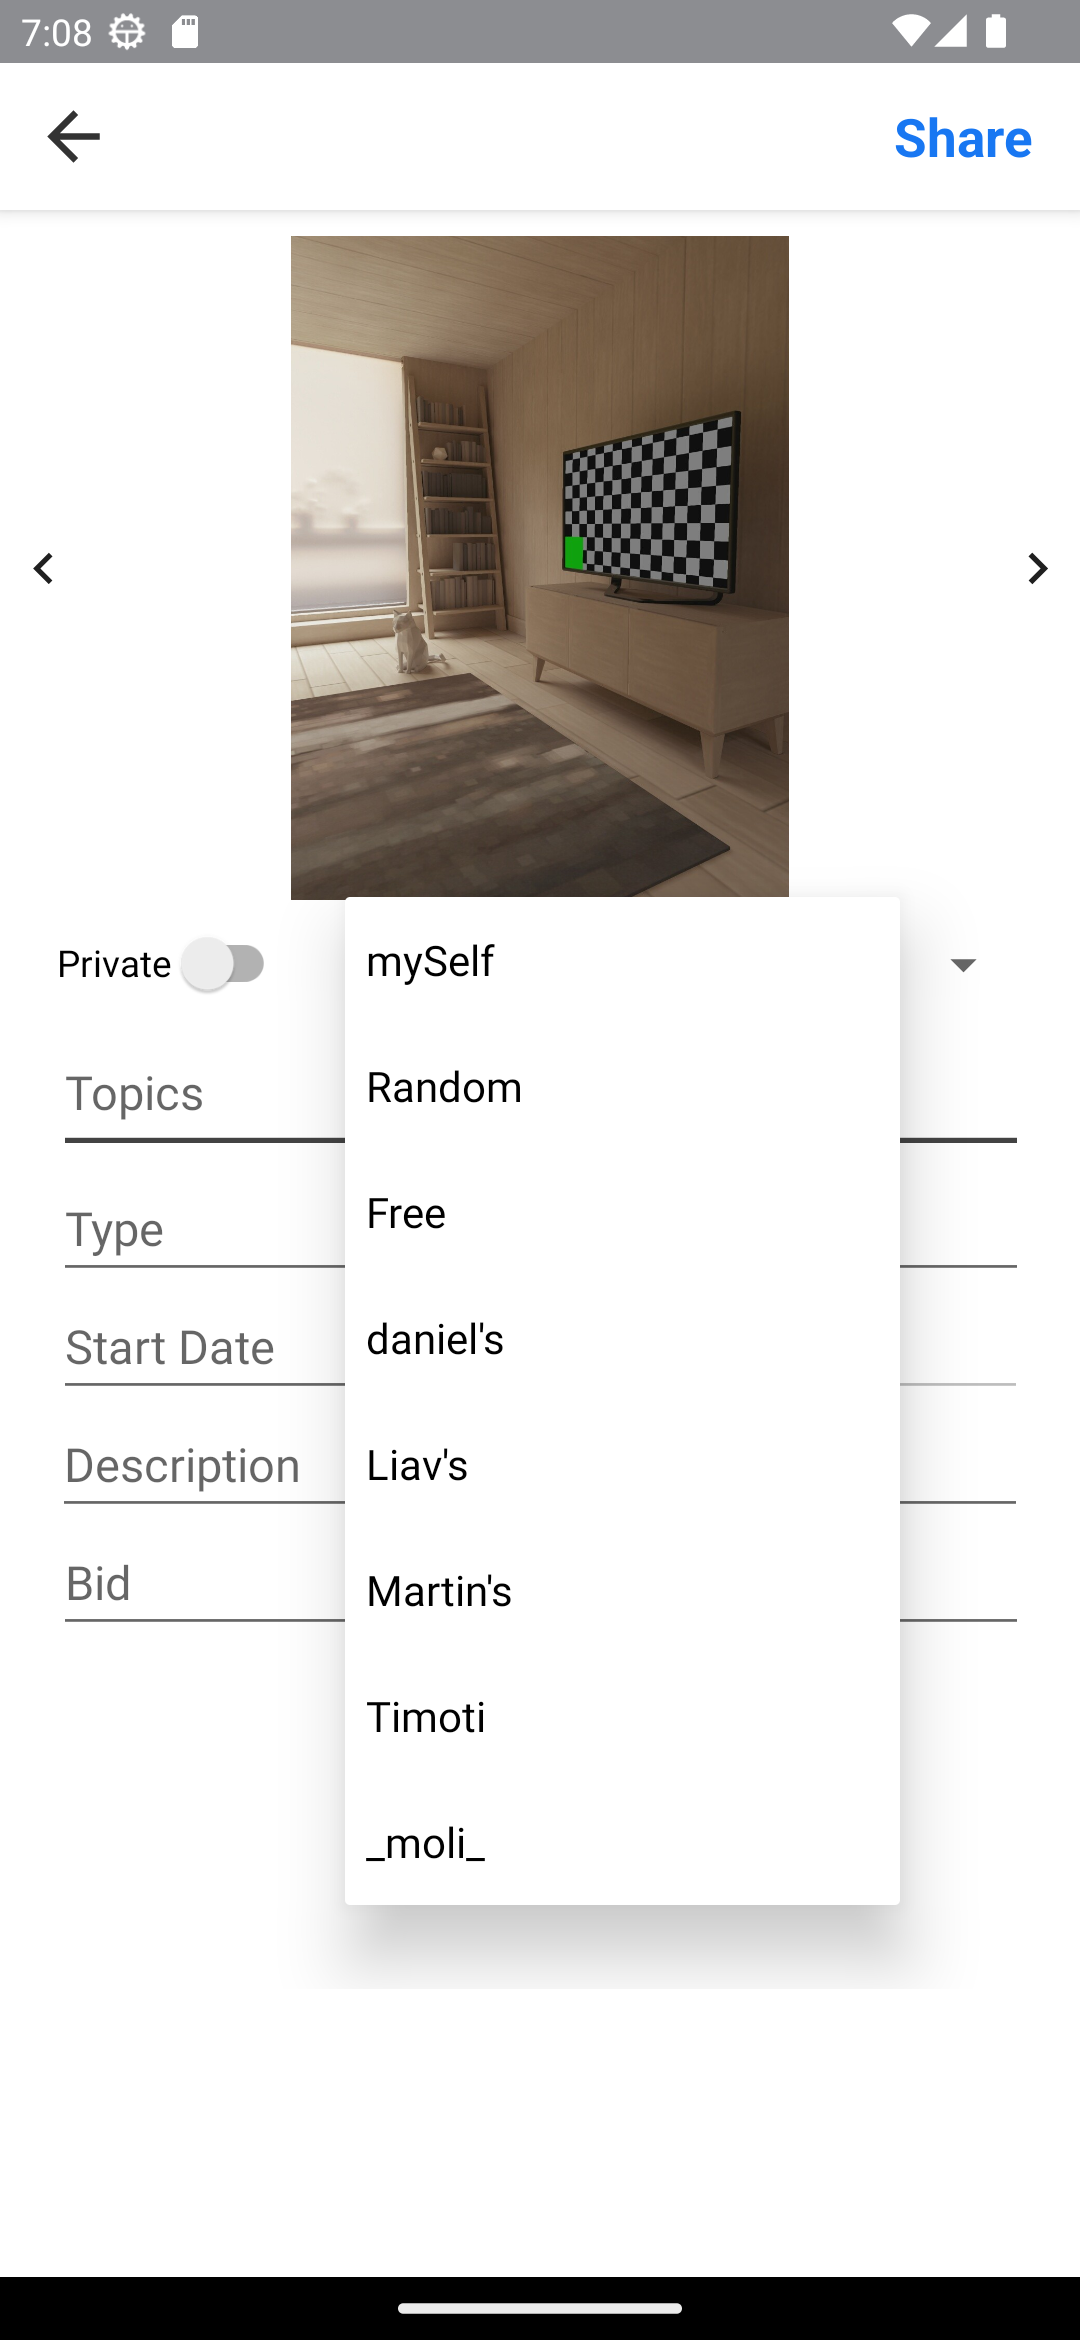 7:08
Share
Private
mySelf
Random
Topics
Free
Type
daniel's
Start Date
Liav's
Description
Martin's
Bid
Timoti
_moli_